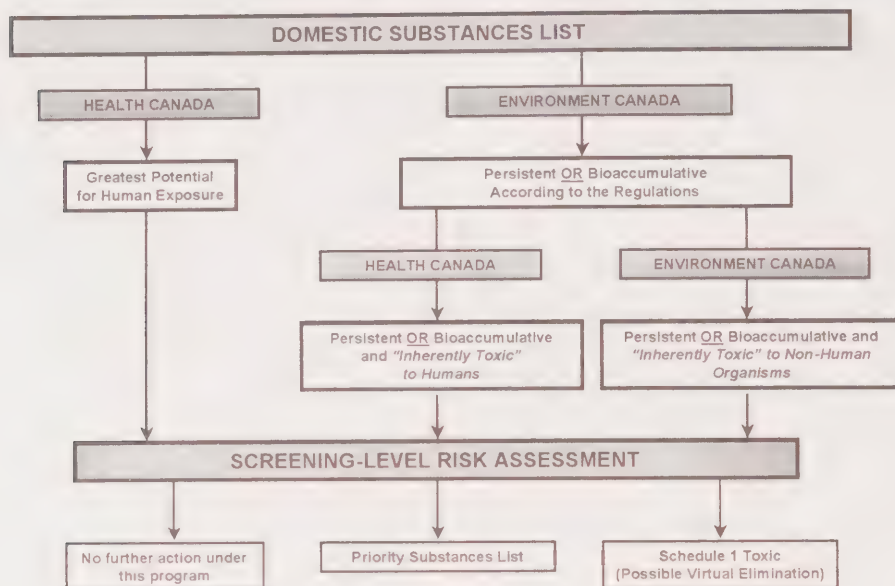 DOMESTIC SUBSTANCES LIST
HEALTH CANADA
ENVIRONMENT CANADA
Greatest Potential
for Human Exposure
Persistent OR Bioaccumulative
According to the Regulations
HEALTH CANADA
ENVIRONMENT CANADA
Persistent OR Bioaccumulative
and "Inherently Toxic"
to Humans
Persistent OR Bioaccumulative and
"Inherently Toxic" to Non-Human
Organisms
SCREENING-LEVEL RISK ASSESSMENT
No further action under
this program
Priority Substances List
Schedule 1 Toxic
(Possible Virtual Elimination)